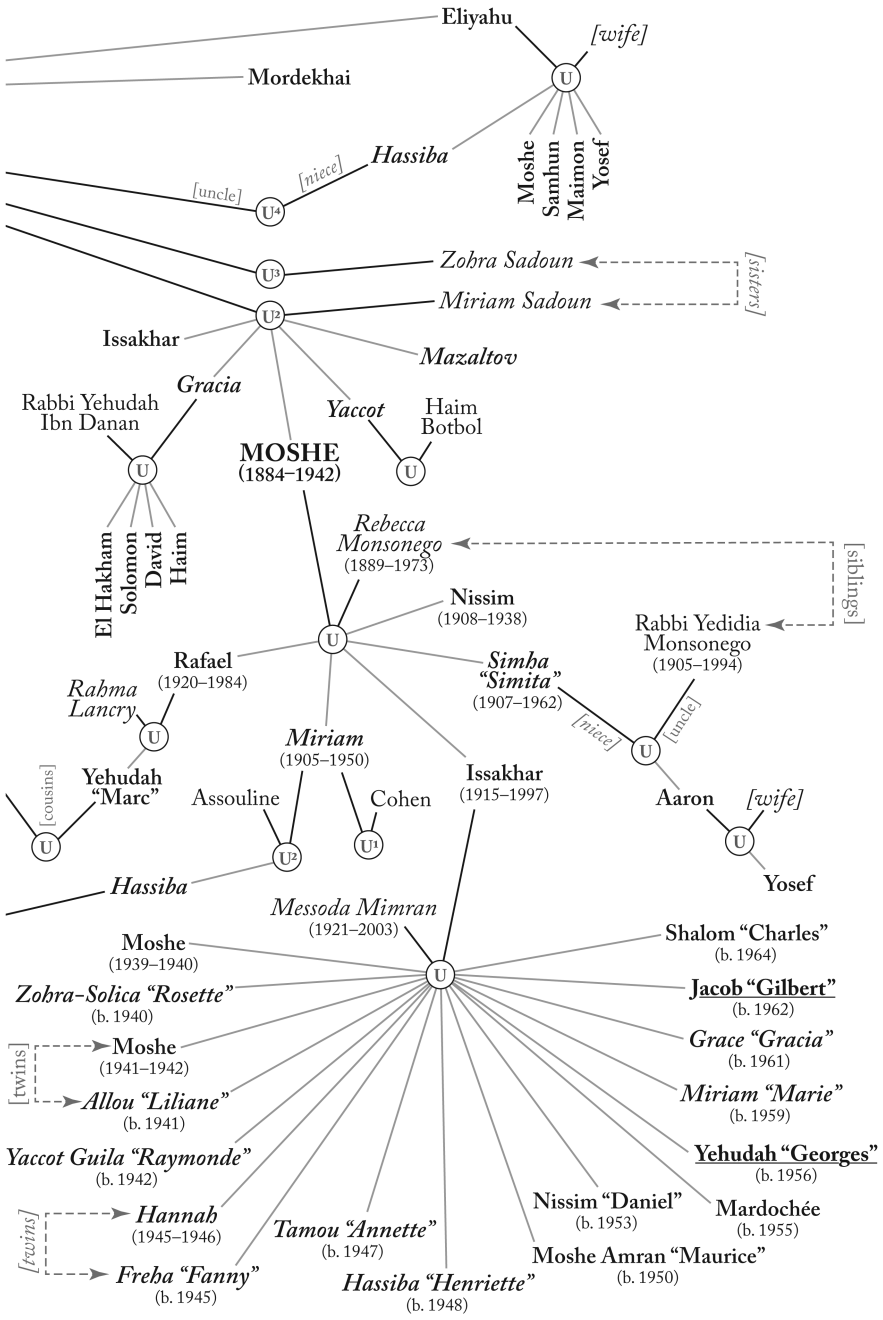 Eliyahu
[wife]
U
Mordekhai
Hassiba
Moshe
Samhun
Maimon
Yosef
[uncle]
[niece]
U⁴
Zohra Sadoun
U³
[sisters]
Miriam Sadoun
U²
Issakhar
Mazaltov
Gracia
Rabbi Yehudah
Ibn Danan
Yaccot
Haim
Botbol
MOSHE
(1884–1942)
U
U
El Hakham
Solomon
David
Haim
Rebecca
Monsonego
(1889–1973)
[siblings]
Nissim
(1908–1938)
Rabbi Yedidia
Monsonego
(1905–1994)
U
Rafael
(1920–1984)
Simha
“Simita”
(1907–1962)
Rahma
Lancry
[niece]
[uncle]
U
U
Miriam
(1905–1950)
Yehudah
“Marc”
[cousins]
U
Issakhar
(1915–1997)
Aaron
[wife]
Assouline
Cohen
U²
U¹
U
Hassiba
Yosef
Messoda Mimran
(1921–2003)
U
Moshe
(1939–1940)
Zohra-Solica “Rosette”
(b. 1940)
[twins]
Moshe
(1941–1942)
Allou “Liliane”
(b. 1941)
Yaccot Guila “Raymonde”
(b. 1942)
[twins]
Hannah
(1945–1946)
Freha “Fanny”
(b. 1945)
Tamou “Annette”
(b. 1947)
Hassiba “Henriette”
(b. 1948)
Moshe Amran “Maurice”
(b. 1950)
Nissim “Daniel”
(b. 1953)
Mardochée
(b. 1955)
Yehudah “Georges”
(b. 1956)
Miriam “Marie”
(b. 1959)
Grace “Gracia”
(b. 1961)
Jacob “Gilbert”
(b. 1962)
Shalom “Charles”
(b. 1964)